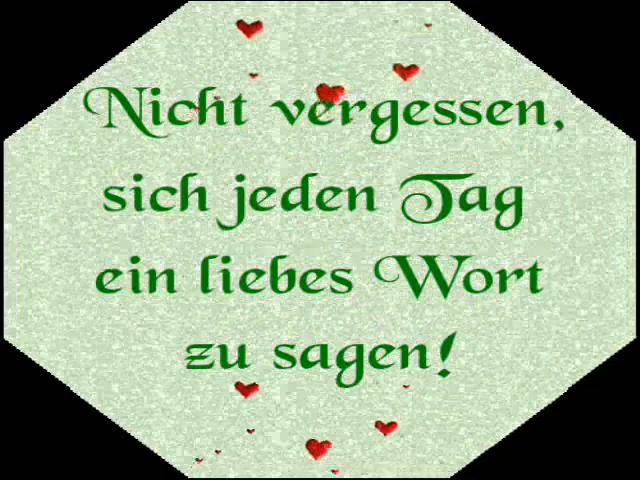 Nicht vergessen,
sich jeden Tag
ein liebes Wort
zu sagen!